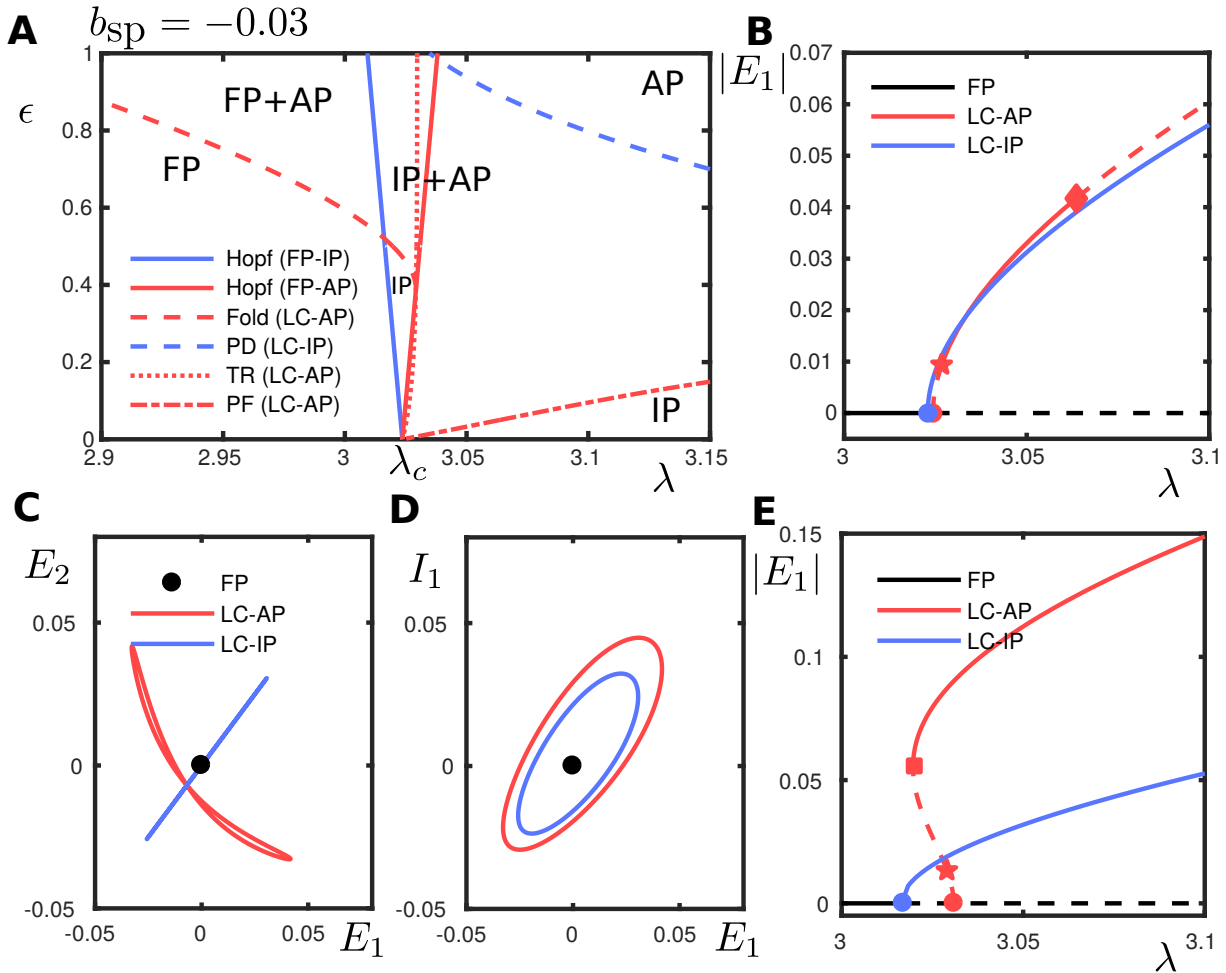 A
b_sp = −0.03
ϵ
1
0.8
0.6
0.4
0.2
0
2.9
2.95
3
λ_c
3.05
3.1
3.15
λ
FP+AP
AP
FP
IP+AP
IP
IP
Hopf (FP-IP)
Hopf (FP-AP)
Fold (LC-AP)
PD (LC-IP)
TR (LC-AP)
PF (LC-AP)
B
|E_1|
0.07
0.06
0.05
0.04
0.03
0.02
0.01
0
3
3.05
3.1
λ
FP
LC-AP
LC-IP
C
E_2
0.05
0
-0.05
-0.05
0
0.05
E_1
FP
LC-AP
LC-IP
D
I_1
0.05
0
-0.05
-0.05
0
0.05
E_1
E
|E_1|
0.15
0.1
0.05
0
3
3.05
3.1
λ
FP
LC-AP
LC-IP